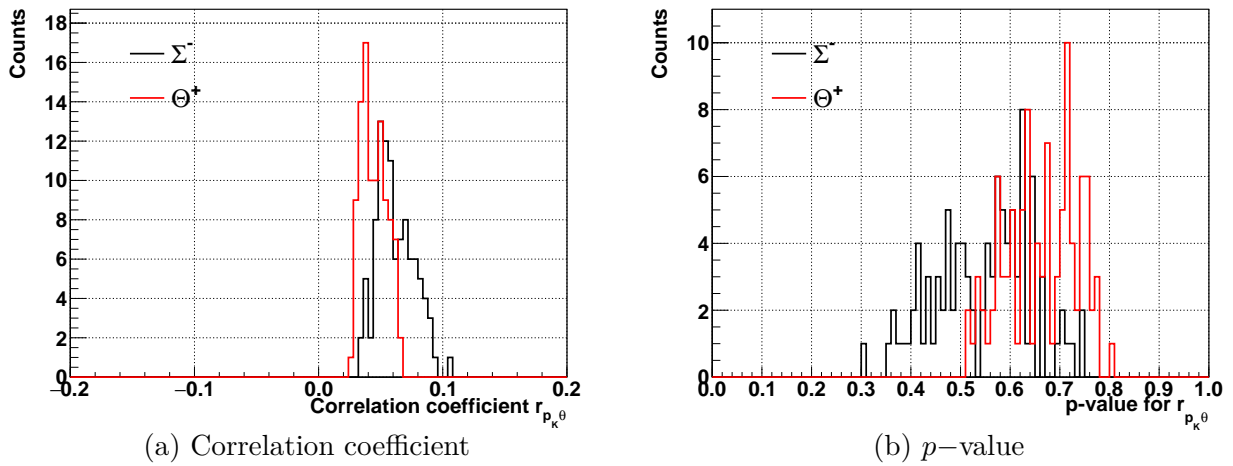 Counts
18
16
14
12
10
8
6
4
2
0
Σ⁻
Θ⁺
−0.2 −0.1 0.0 0.1 0.2
Correlation coefficient r_{p_K θ}
(a) Correlation coefficient
Counts
10
8
6
4
2
0
Σ⁻
Θ⁺
0.0 0.1 0.2 0.3 0.4 0.5 0.6 0.7 0.8 0.9 1.0
p-value for r_{p_K θ}
(b) p−value